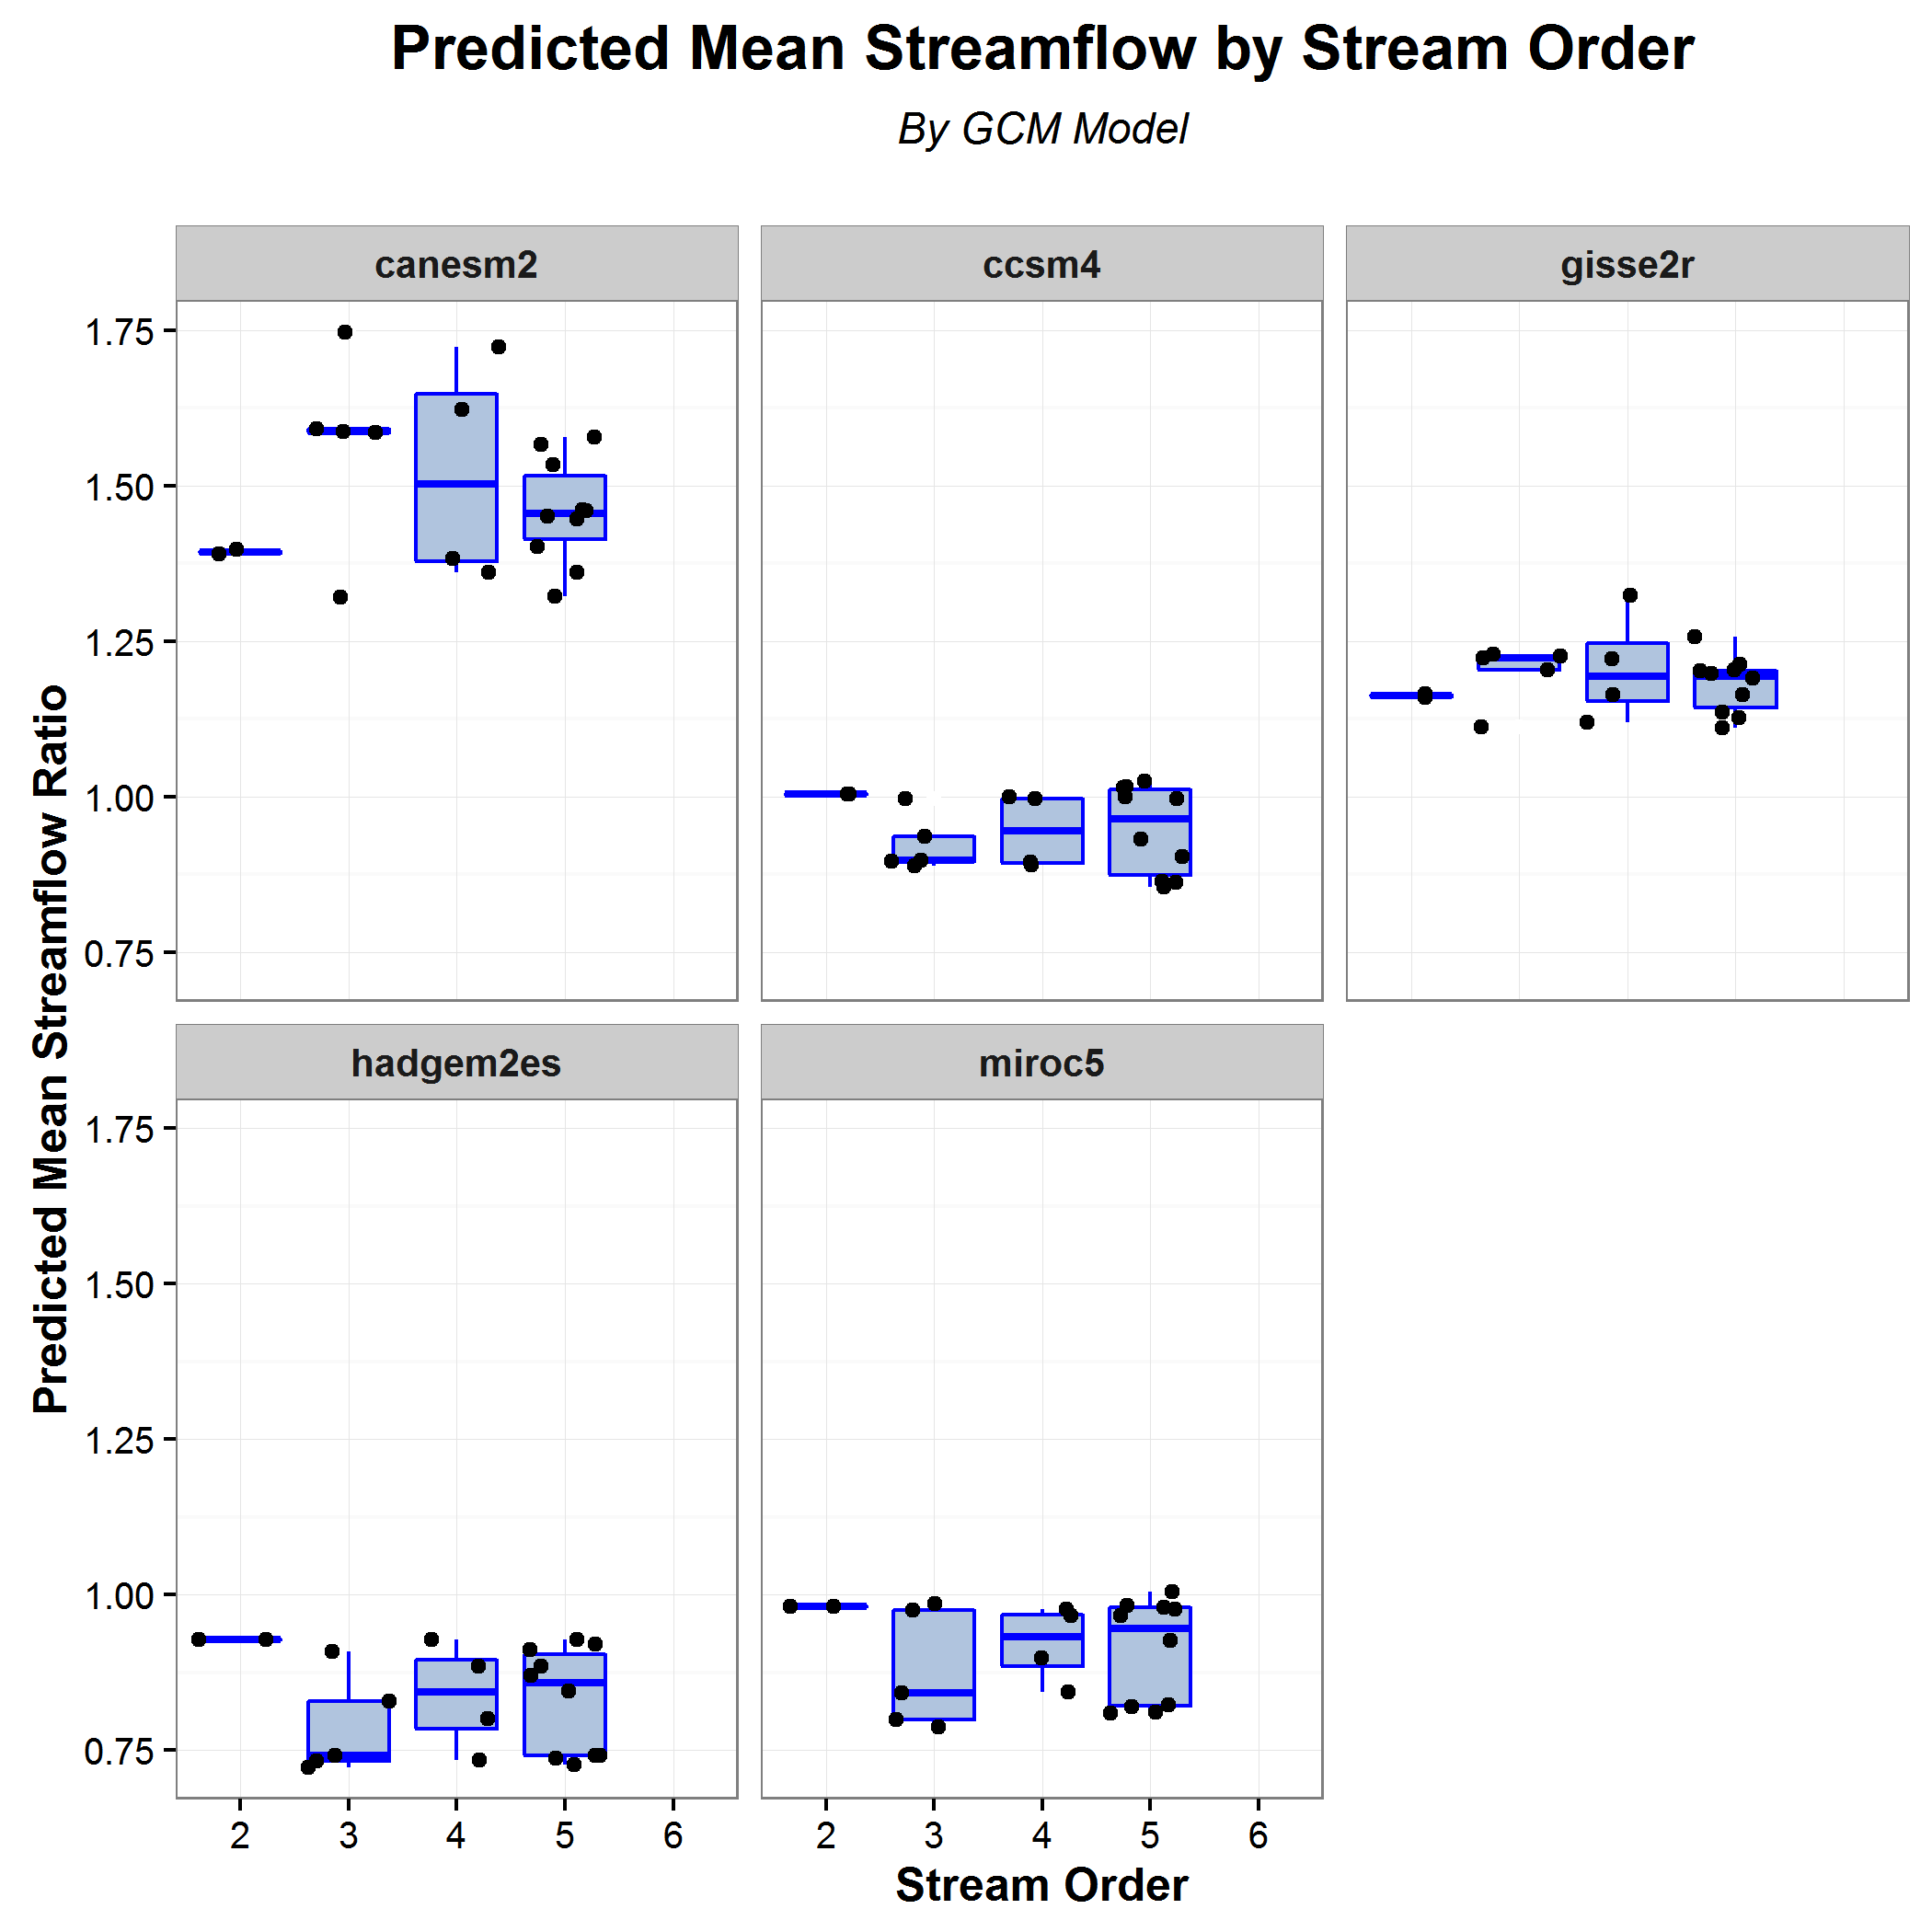 Predicted Mean Streamflow by Stream Order
By GCM Model
canesm2
ccsm4
gisse2r
1.75
1.50
1.25
1.00
0.75
Predicted Mean Streamflow Ratio
hadgem2es
miroc5
1.75
1.50
1.25
1.00
0.75
2 3 4 5 6
2 3 4 5 6
Stream Order